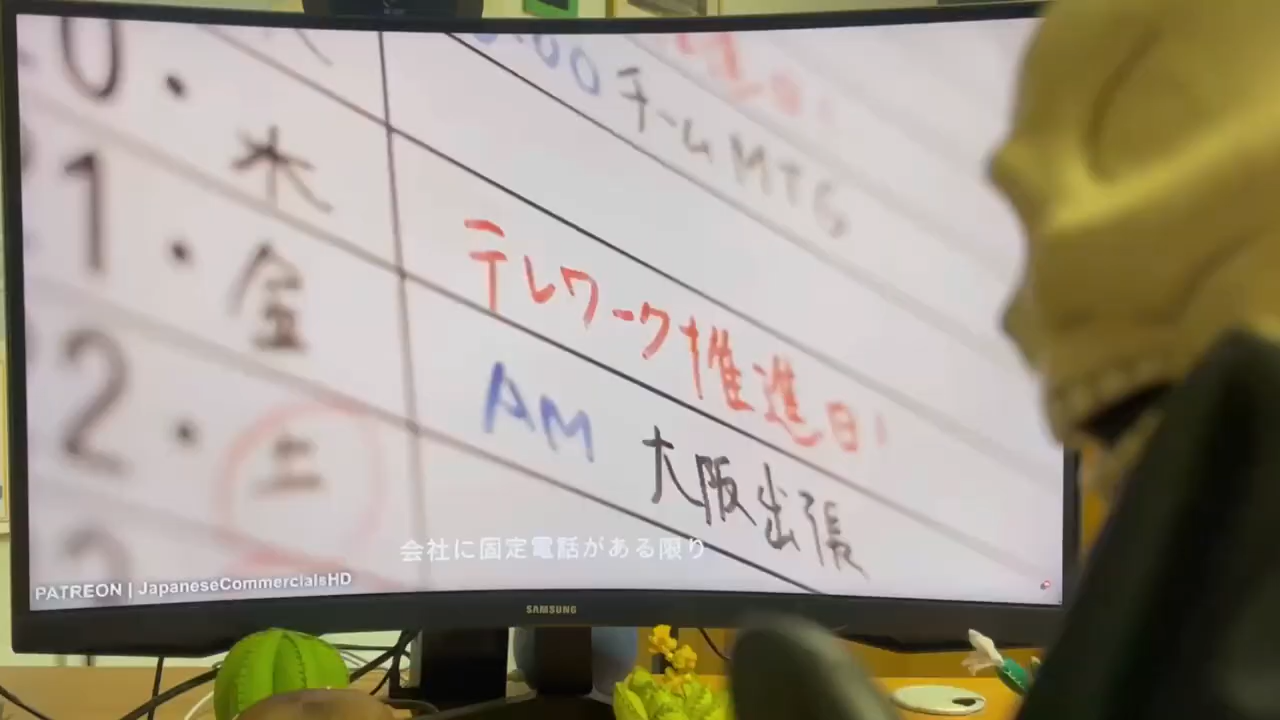 0.
00 チームMTG
木
1.金
テレワーク推進日!
2.土
AM 大阪出張
会社に固定電話がある限り
PATREON | JapaneseCommercialsHD
SAMSUNG